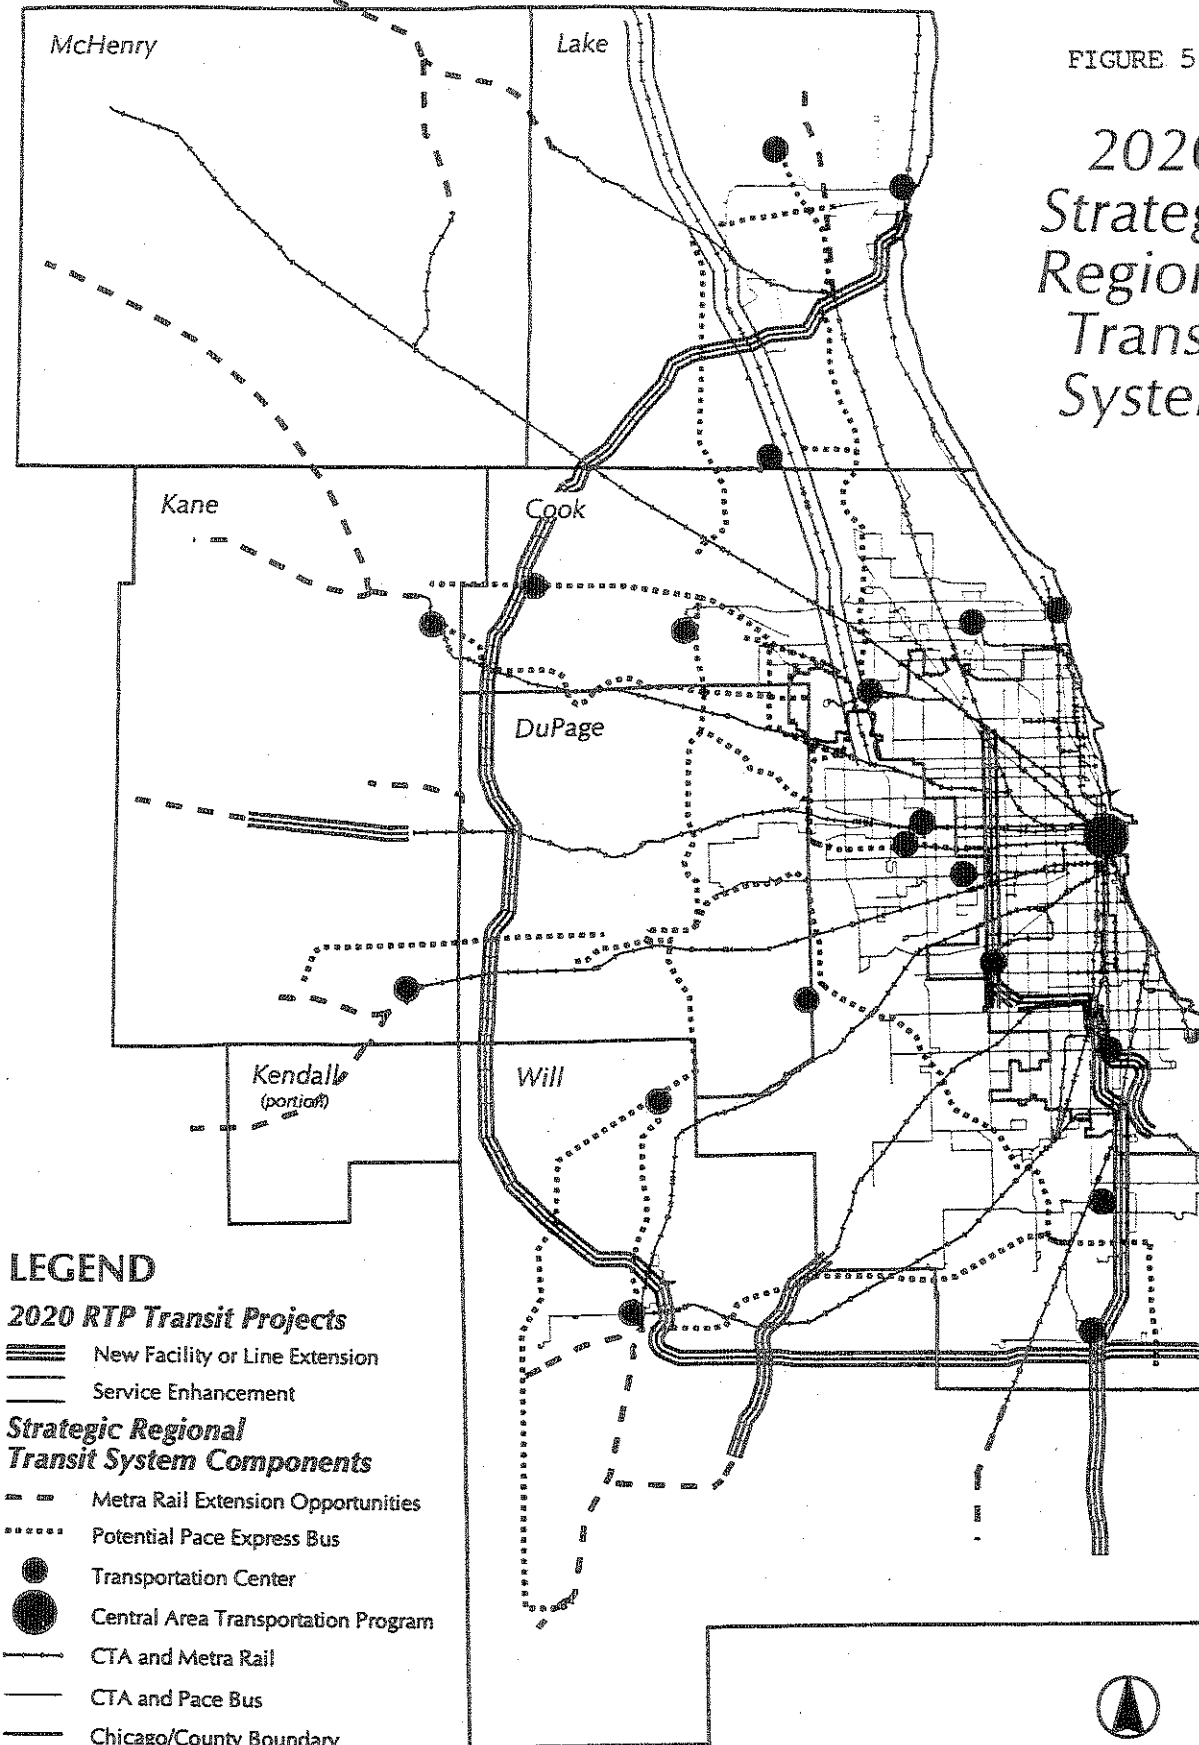 McHenry
Lake
FIGURE 5
2020
Strateg
Region
Trans
System
Kane
Cook
DuPage
Kendall
(portion)
Will
LEGEND
2020 RTP Transit Projects
New Facility or Line Extension
Service Enhancement
Strategic Regional
Transit System Components
Metra Rail Extension Opportunities
Potential Pace Express Bus
Transportation Center
Central Area Transportation Program
CTA and Metra Rail
CTA and Pace Bus
Chicago/County Boundary